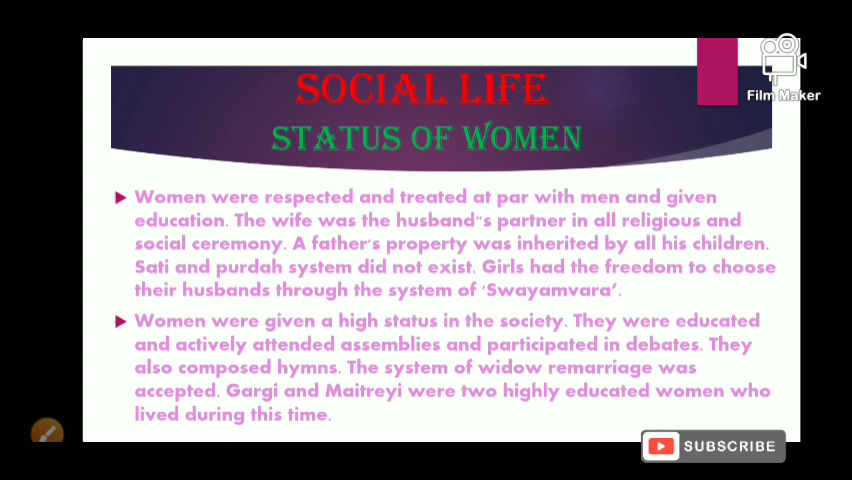 SOCIAL LIFE
STATUS OF WOMEN
Film Maker
Women were respected and treated at par with men and given
education. The wife was the husband"s partner in all religious and
social ceremony. A father's property was inherited by all his children.
Sati and purdah system did not exist. Girls had the freedom to choose
their husbands through the system of 'Swayamvara'.
Women were given a high status in the society. They were educated
and actively attended assemblies and participated in debates. They
also composed hymns. The system of widow remarriage was
accepted. Gargi and Maitreyi were two highly educated women who
lived during this time.
SUBSCRIBE